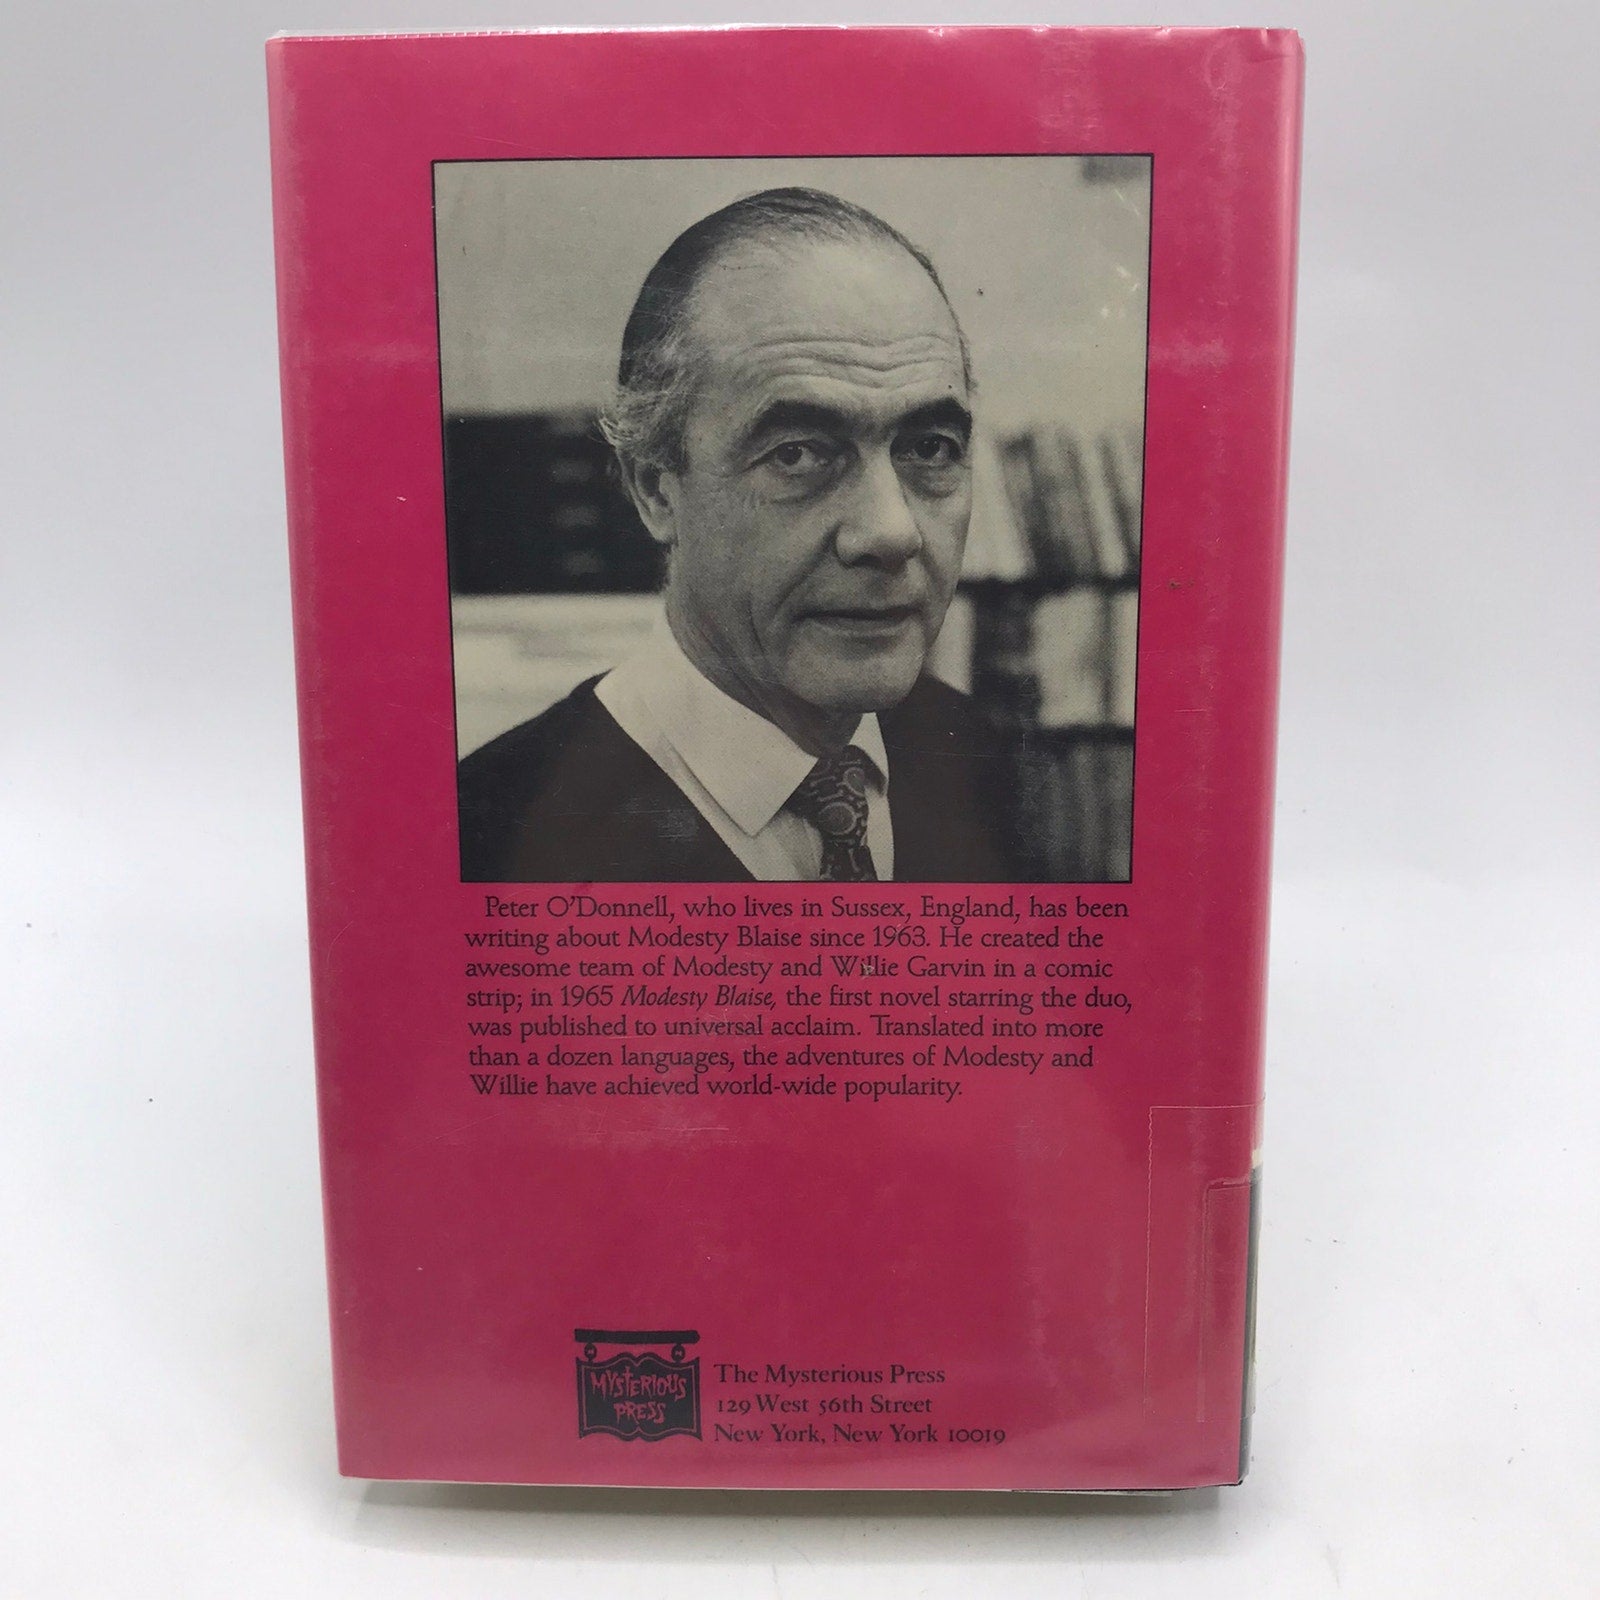 Peter O'Donnell, who lives in Sussex, England, has been
writing about Modesty Blaise since 1963. He created the
awesome team of Modesty and Willie Garvin in a comic
strip; in 1965 Modesty Blaise, the first novel starring the duo,
was published to universal acclaim. Translated into more
than a dozen languages, the adventures of Modesty and
Willie have achieved world-wide popularity.
MYSTERIOUS
PRESS
The Mysterious Press
129 West 56th Street
New York, New York 10019